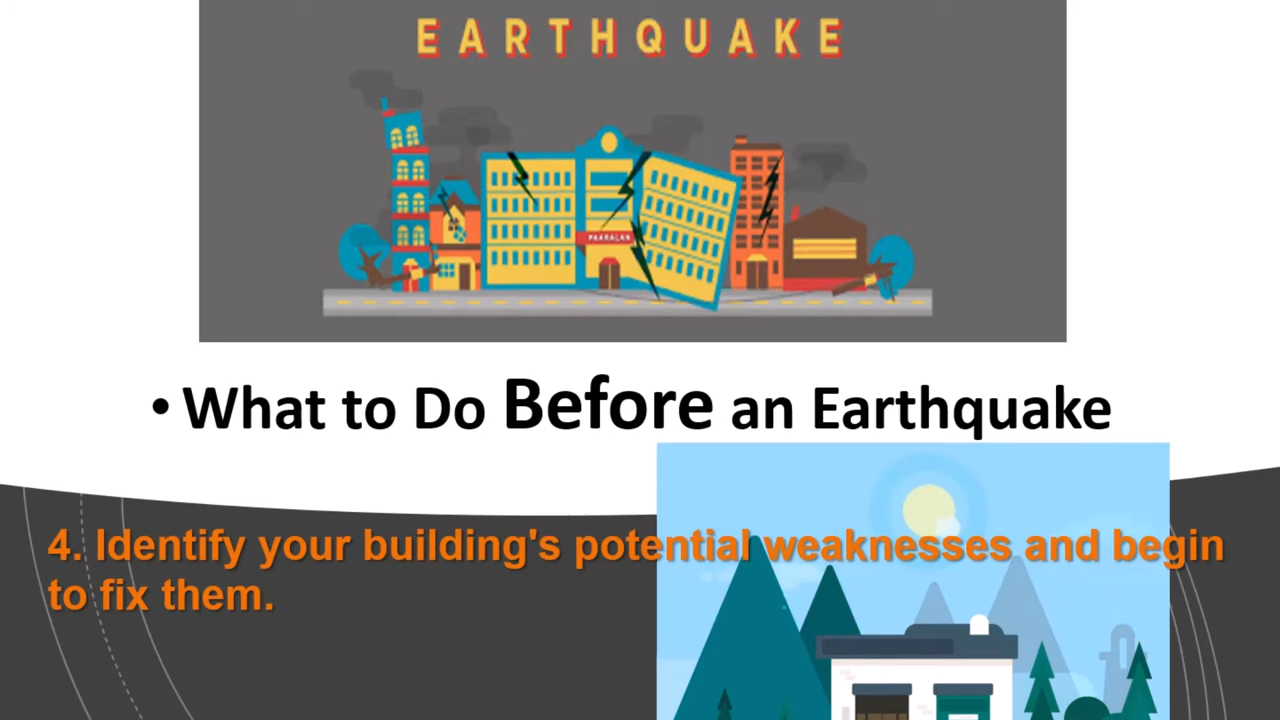 EARTHQUAKE
PAARALAN
• What to Do Before an Earthquake
4. Identify your building's potential weaknesses and begin
to fix them.